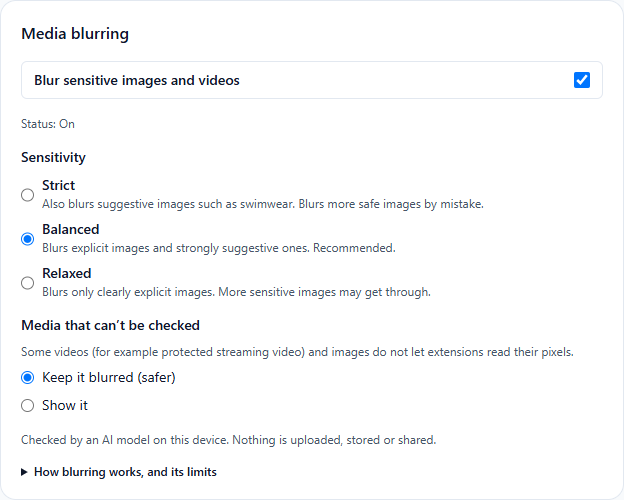 Media blurring
Blur sensitive images and videos
Status: On
Sensitivity
Strict
Also blurs suggestive images such as swimwear. Blurs more safe images by mistake.
Balanced
Blurs explicit images and strongly suggestive ones. Recommended.
Relaxed
Blurs only clearly explicit images. More sensitive images may get through.
Media that can’t be checked
Some videos (for example protected streaming video) and images do not let extensions read their pixels.
Keep it blurred (safer)
Show it
Checked by an AI model on this device. Nothing is uploaded, stored or shared.
How blurring works, and its limits